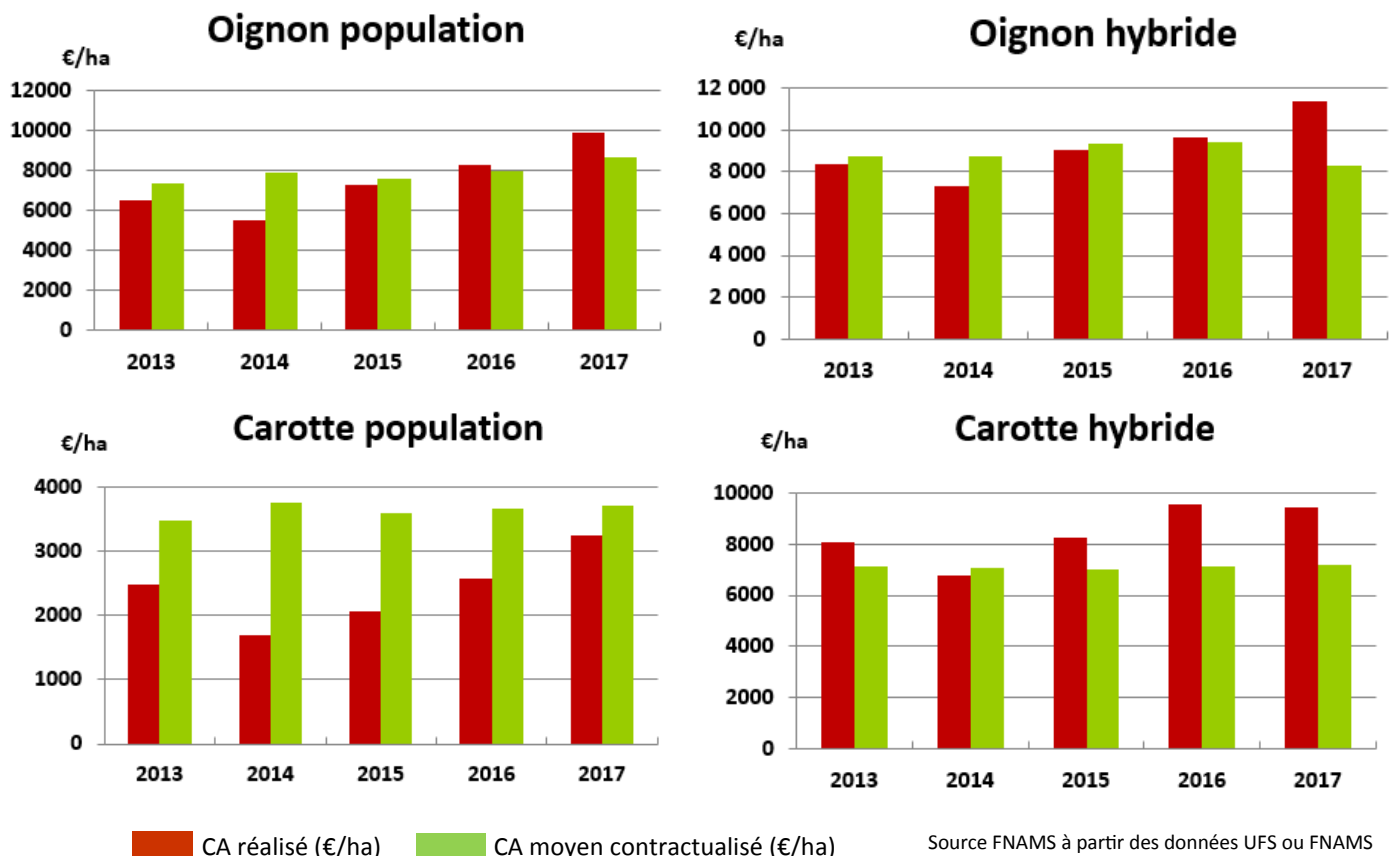 Oignon population
€/ha
12000
10000
8000
6000
4000
2000
0
2013 2014 2015 2016 2017
Oignon hybride
€/ha
12 000
10 000
8 000
6 000
4 000
2 000
0
2013 2014 2015 2016 2017
Carotte population
€/ha
4000
3000
2000
1000
0
2013 2014 2015 2016 2017
Carotte hybride
€/ha
10000
8000
6000
4000
2000
0
2013 2014 2015 2016 2017
CA réalisé (€/ha) CA moyen contractualisé (€/ha) Source FNAMS à partir des données UFS ou FNAMS